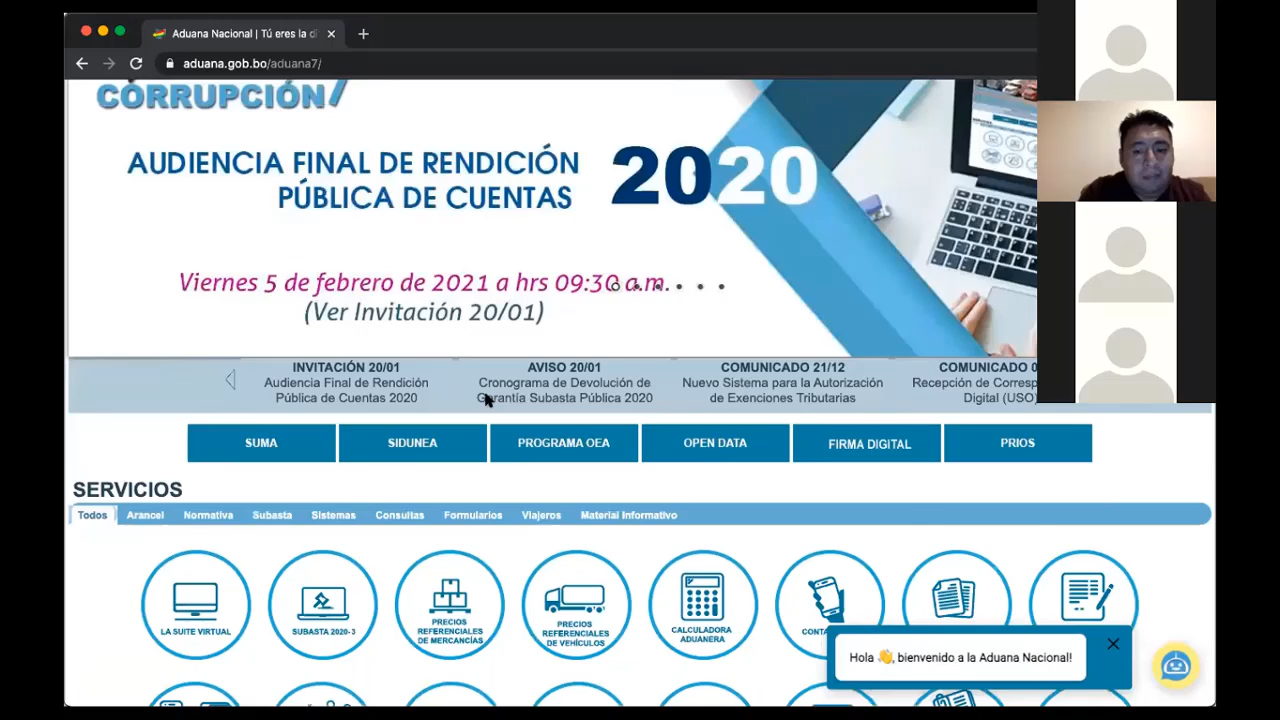 Aduana Nacional | Tú eres la di
aduana.gob.bo/aduana7/
CORRUPCIÓN
AUDIENCIA FINAL DE RENDICIÓN
PÚBLICA DE CUENTAS
2020
Viernes 5 de febrero de 2021 a hrs 09:30 a.m.
(Ver Invitación 20/01)
INVITACIÓN 20/01
Audiencia Final de Rendición
Pública de Cuentas 2020
AVISO 20/01
Cronograma de Devolución de
Garantía Subasta Pública 2020
COMUNICADO 21/12
Nuevo Sistema para la Autorización
de Exenciones Tributarias
COMUNICADO 0
Recepción de Corresp
Digital (USO)
SUMA
SIDUNEA
PROGRAMA OEA
OPEN DATA
FIRMA DIGITAL
PRIOS
SERVICIOS
Todos
Arancel
Normativa
Subasta
Sistemas
Consultas
Formularios
Viajeros
Material Informativo
LA SUITE VIRTUAL
SUBASTA 2020-3
PRECIOS
REFERENCIALES
DE MERCANCÍAS
PRECIOS
REFERENCIALES
DE VEHÍCULOS
CALCULADORA
ADUANERA
CONTA
Hola 👋, bienvenido a la Aduana Nacional!